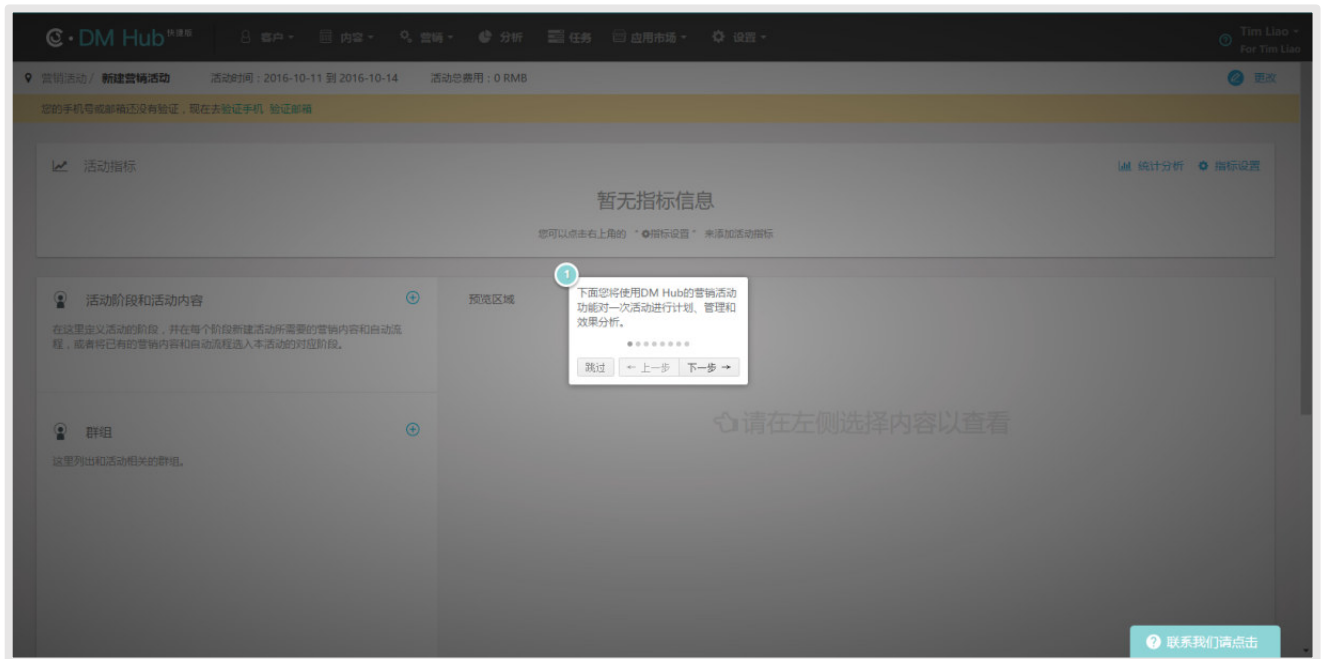 DM Hub快捷版
客户
内容
营销
分析
任务
应用市场
设置
Tim Liao
For Tim Liao
营销活动 / 新建营销活动
活动时间：2016-10-11 到 2016-10-14
活动总费用：0 RMB
更改
您的手机号或邮箱还没有验证，现在去验证手机 验证邮箱
活动指标
统计分析
指标设置
暂无指标信息
您可以点击右上角的 “指标设置” 来添加活动指标
活动阶段和活动内容
在这里定义活动的阶段，并在每个阶段新建活动所需要的营销内容和自动流
程，或者将已有的营销内容和自动流程选入本活动的对应阶段。
预览区域
1
下面您将使用DM Hub的营销活动
功能对一次活动进行计划、管理和
效果分析。
跳过
← 上一步
下一步 →
请在左侧选择内容以查看
群组
这里列出和活动相关的群组。
联系我们请点击